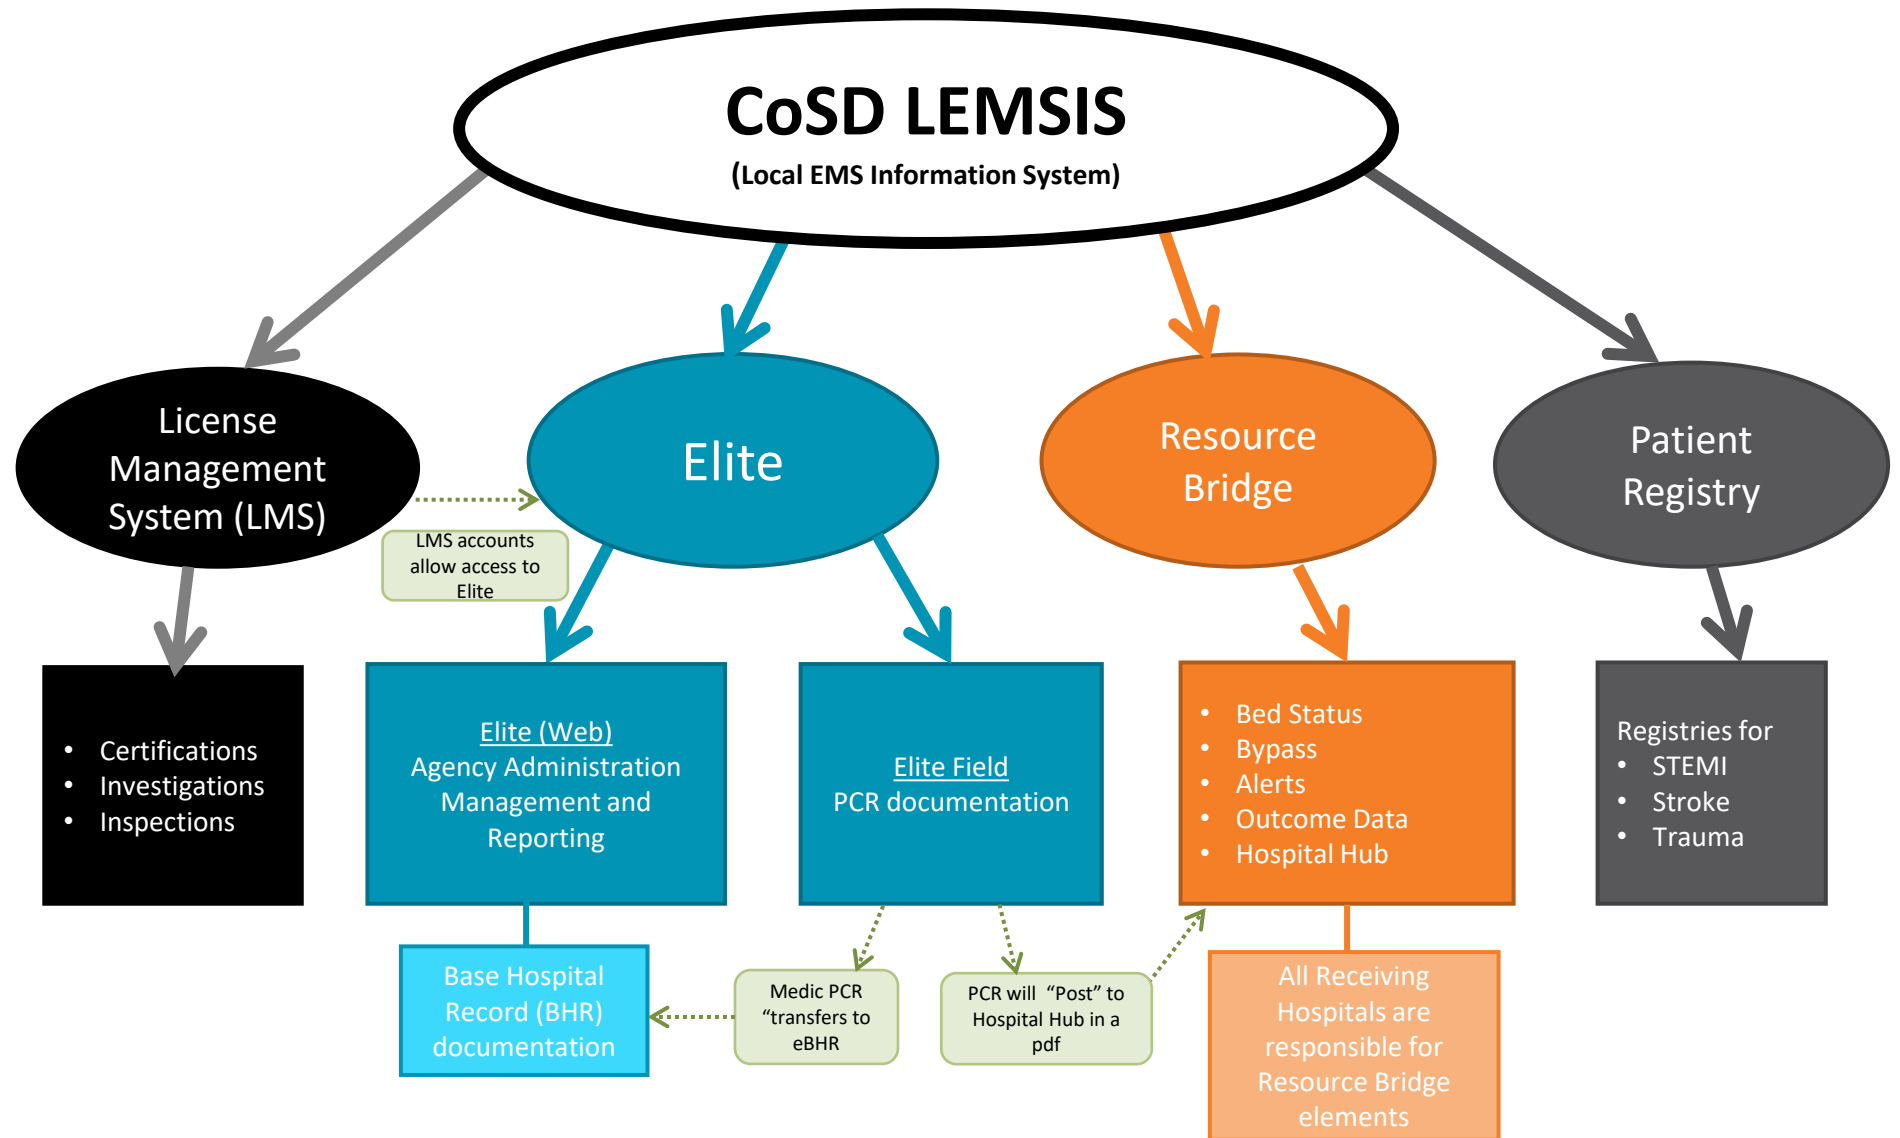 CoSD LEMSIS
(Local EMS Information System)
License
Management
System (LMS)
Elite
Resource
Bridge
Patient
Registry
LMS accounts
allow access to
Elite
• Certifications
• Investigations
• Inspections
Elite (Web)
Agency Administration
Management and
Reporting
Elite Field
PCR documentation
• Bed Status
• Bypass
• Alerts
• Outcome Data
• Hospital Hub
Registries for
• STEMI
• Stroke
• Trauma
Base Hospital
Record (BHR)
documentation
Medic PCR
“transfers to
eBHR
PCR will “Post” to
Hospital Hub in a
pdf
All Receiving
Hospitals are
responsible for
Resource Bridge
elements